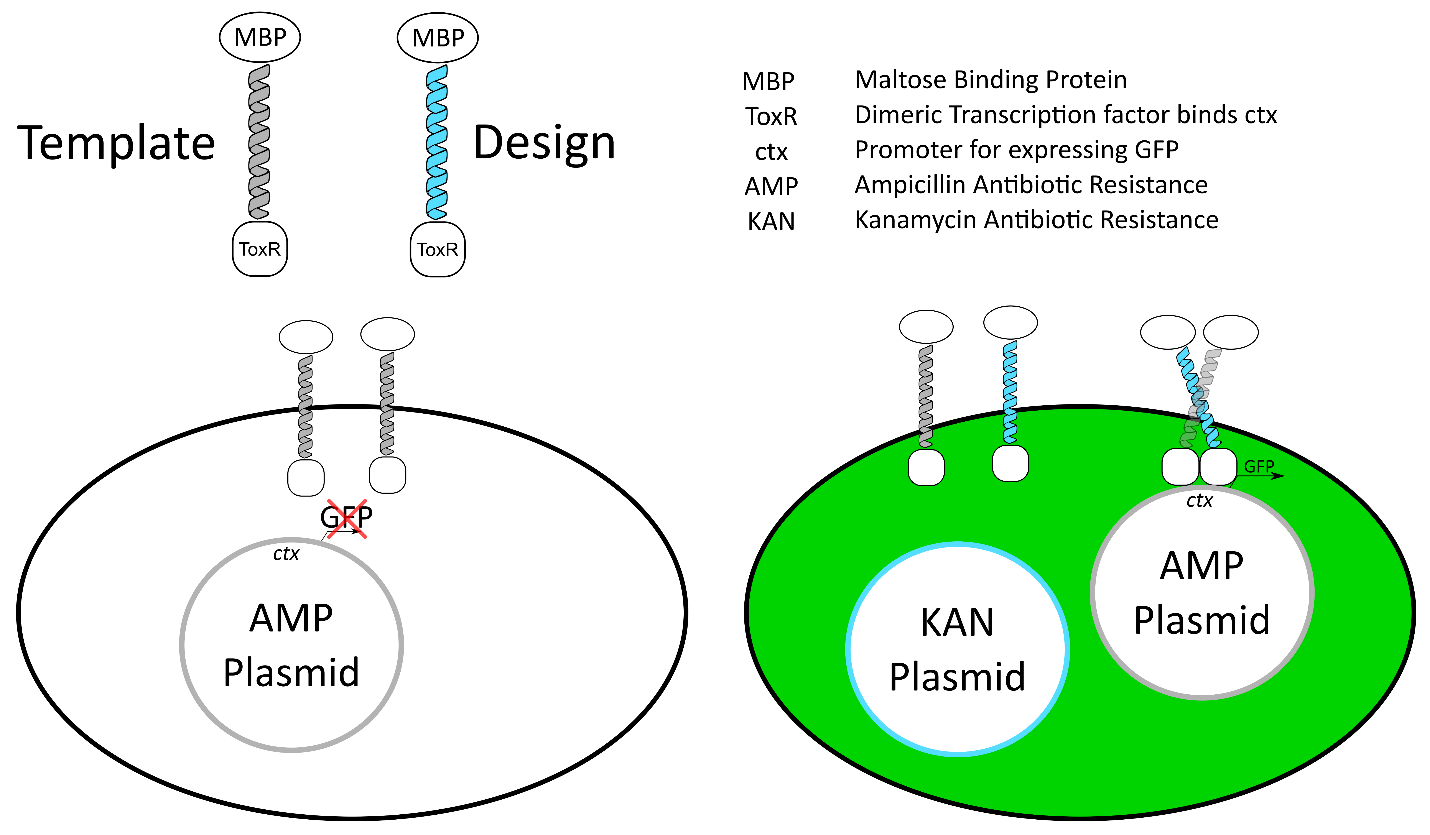 MBP
MBP
Template
Design
ToxR
ToxR
MBP Maltose Binding Protein
ToxR Dimeric Transcription factor binds ctx
ctx Promoter for expressing GFP
AMP Ampicillin Antibiotic Resistance
KAN Kanamycin Antibiotic Resistance
GFP
ctx
AMP
Plasmid
GFP
ctx
KAN
Plasmid
AMP
Plasmid